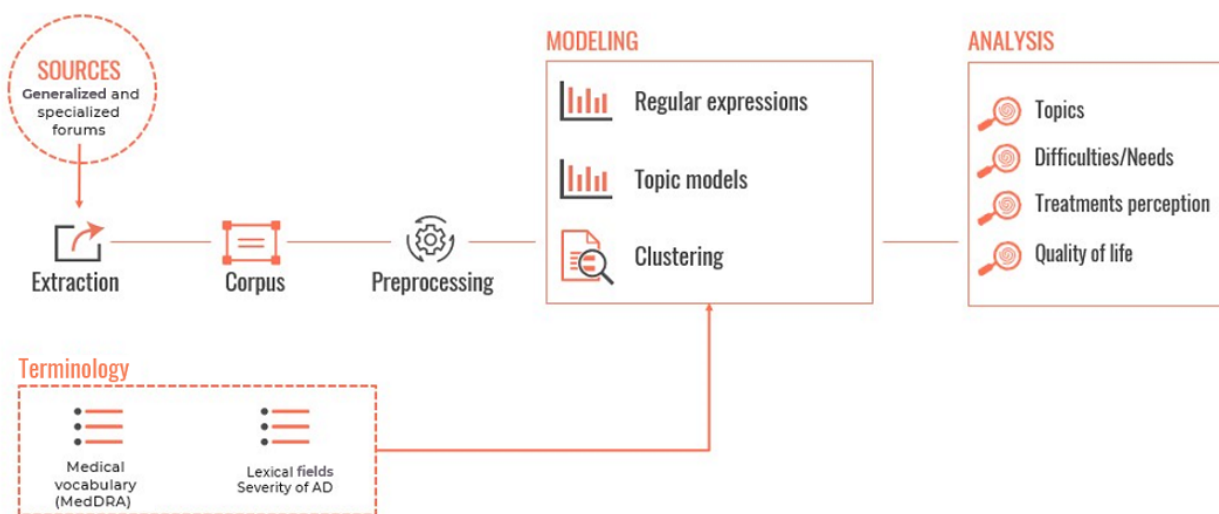 SOURCES
Generalized and
specialized
forums
Extraction
Corpus
Preprocessing
MODELING
Regular expressions
Topic models
Clustering
ANALYSIS
Topics
Difficulties/Needs
Treatments perception
Quality of life
Terminology
Medical
vocabulary
(MedDRA)
Lexical fields
Severity of AD